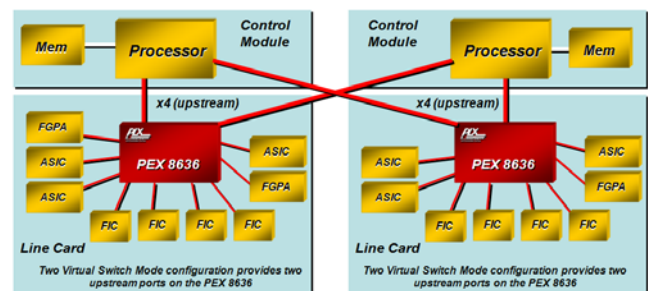 Mem
Processor
Control
Module
Control
Module
Processor
Mem
x4 (upstream)
x4 (upstream)
FGPA
ASIC
ASIC
PLX
PEX 8636
ASIC
FGPA
FIC
FIC
FIC
FIC
Line Card
Two Virtual Switch Mode configuration provides two
upstream ports on the PEX 8636
ASIC
ASIC
PLX
PEX 8636
ASIC
FGPA
FIC
FIC
FIC
FIC
Line Card
Two Virtual Switch Mode configuration provides two
upstream ports on the PEX 8636